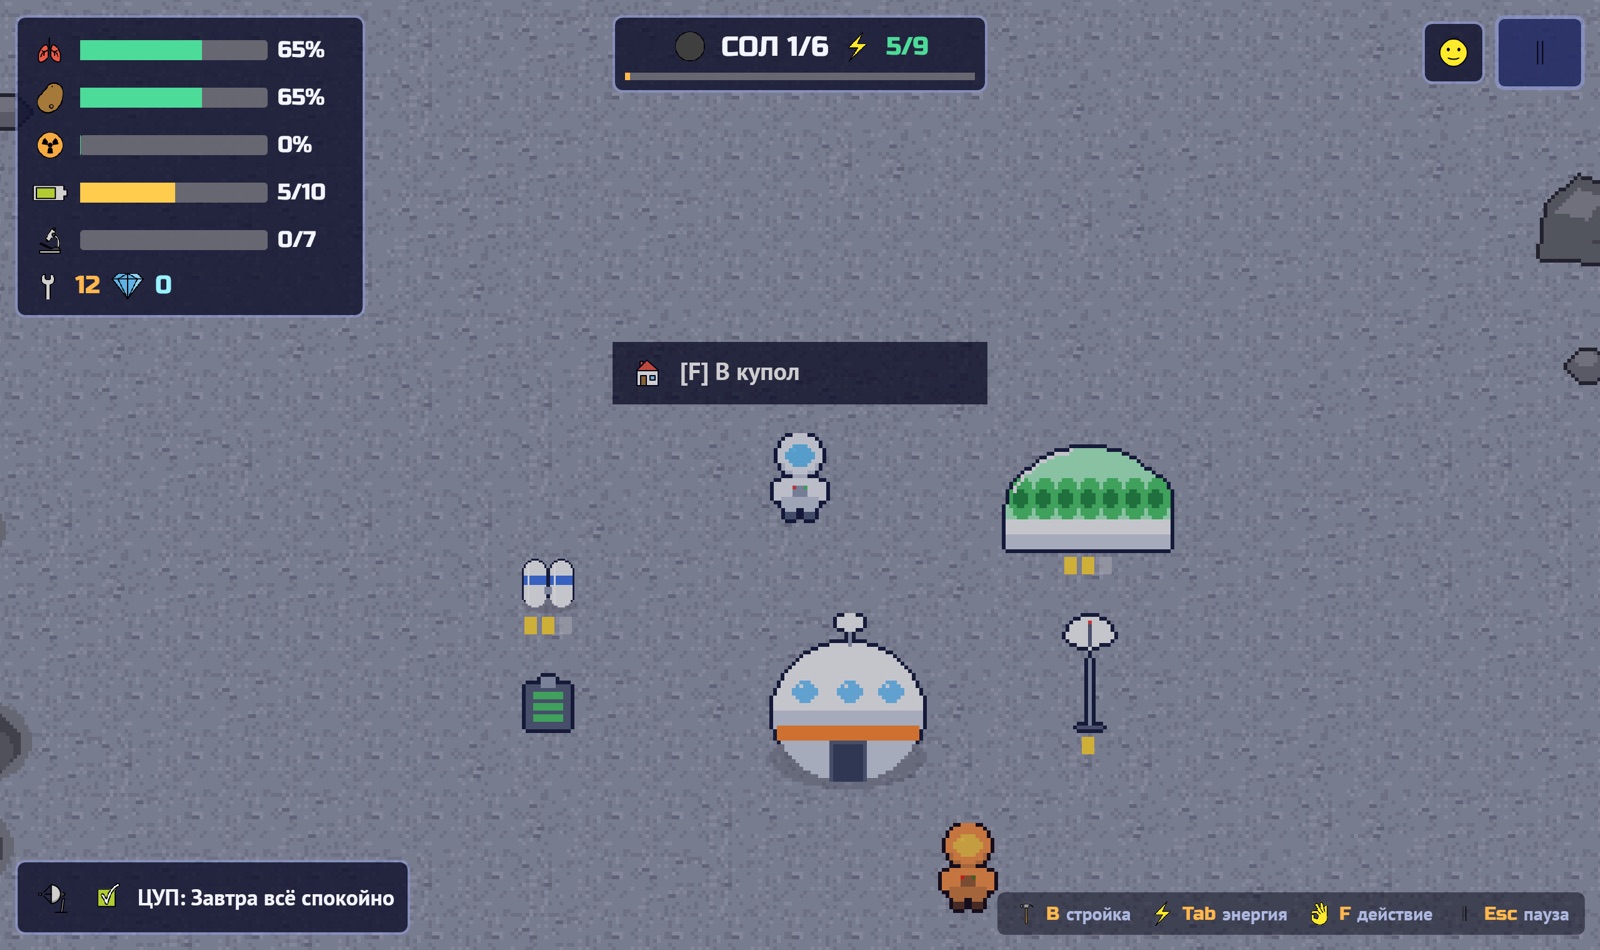 65%
65%
0%
5/10
0/7
12 0
СОЛ 1/6 5/9
[F] В купол
ЦУП: Завтра всё спокойно
B стройка Tab энергия F действие Esc пауза